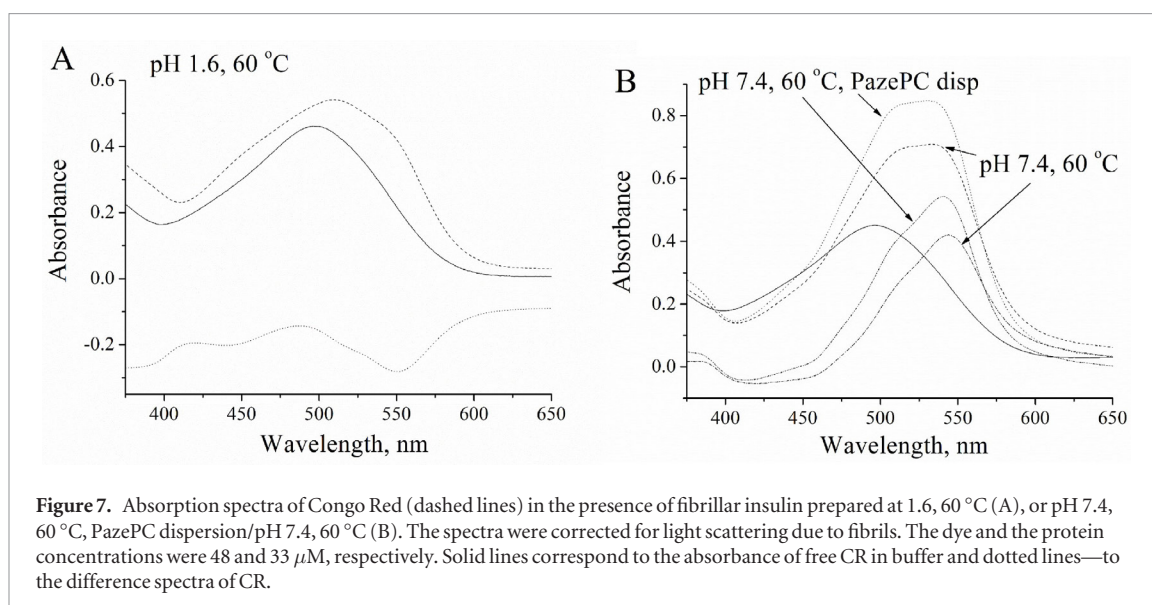 A
pH 1.6, 60 °C
0.6
0.4
0.2
0.0
-0.2
Absorbance
400 450 500 550 600 650
Wavelength, nm
B
pH 7.4, 60 °C, PazePC disp
pH 7.4, 60 °C
0.8
0.6
0.4
0.2
0.0
Absorbance
400 450 500 550 600 650
Wavelength, nm
Figure 7. Absorption spectra of Congo Red (dashed lines) in the presence of fibrillar insulin prepared at 1.6, 60 °C (A), or pH 7.4,
60 °C, PazePC dispersion/pH 7.4, 60 °C (B). The spectra were corrected for light scattering due to fibrils. The dye and the protein
concentrations were 48 and 33 μM, respectively. Solid lines correspond to the absorbance of free CR in buffer and dotted lines—to
the difference spectra of CR.